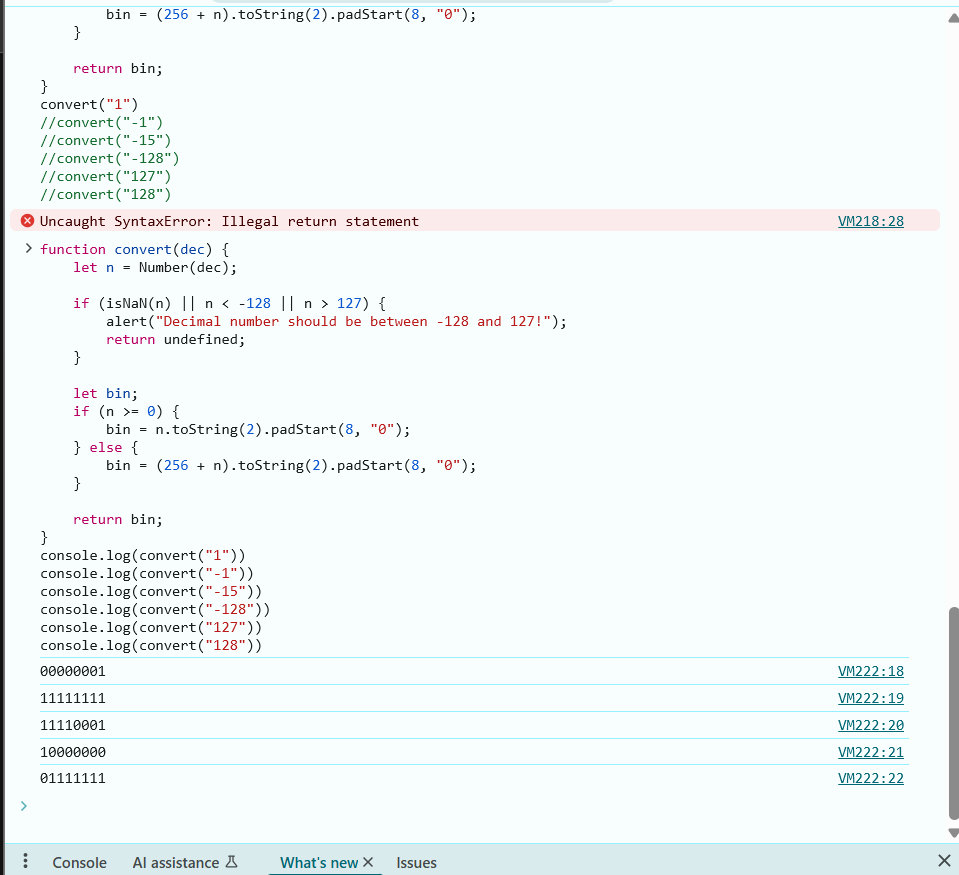 bin = (256 + n).toString(2).padStart(8, "0");
    }

    return bin;
}
convert("1")
//convert("-1")
//convert("-15")
//convert("-128")
//convert("127")
//convert("128")
Uncaught SyntaxError: Illegal return statement VM218:28
function convert(dec) {
    let n = Number(dec);

    if (isNaN(n) || n < -128 || n > 127) {
        alert("Decimal number should be between -128 and 127!");
        return undefined;
    }

    let bin;
    if (n >= 0) {
        bin = n.toString(2).padStart(8, "0");
    } else {
        bin = (256 + n).toString(2).padStart(8, "0");
    }

    return bin;
}
console.log(convert("1"))
console.log(convert("-1"))
console.log(convert("-15"))
console.log(convert("-128"))
console.log(convert("127"))
console.log(convert("128"))
00000001 VM222:18
11111111 VM222:19
11110001 VM222:20
10000000 VM222:21
01111111 VM222:22
Console AI assistance What's new Issues